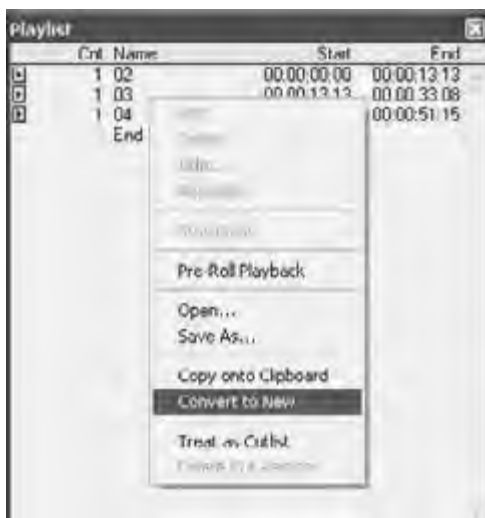 Playlist
Cnt Name Start End
1 02 00:00:00:00 00:00:13:13
1 03 00:00:13:13 00:00:33:08
1 04 00:00:51:15
End
Pre-Roll Playback
Open...
Save As...
Copy onto Clipboard
Convert to New
Treat as Cutlist